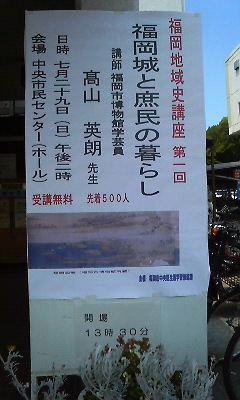 福岡地域史講座 第一回
福岡城と庶民の暮らし
講師 福岡市博物館学芸員
髙山 英朗 先生
日時 七月二十九日(日)午後二時
会場 中央市民センター(ホール)
受講無料 先着500人
開場
13時30分